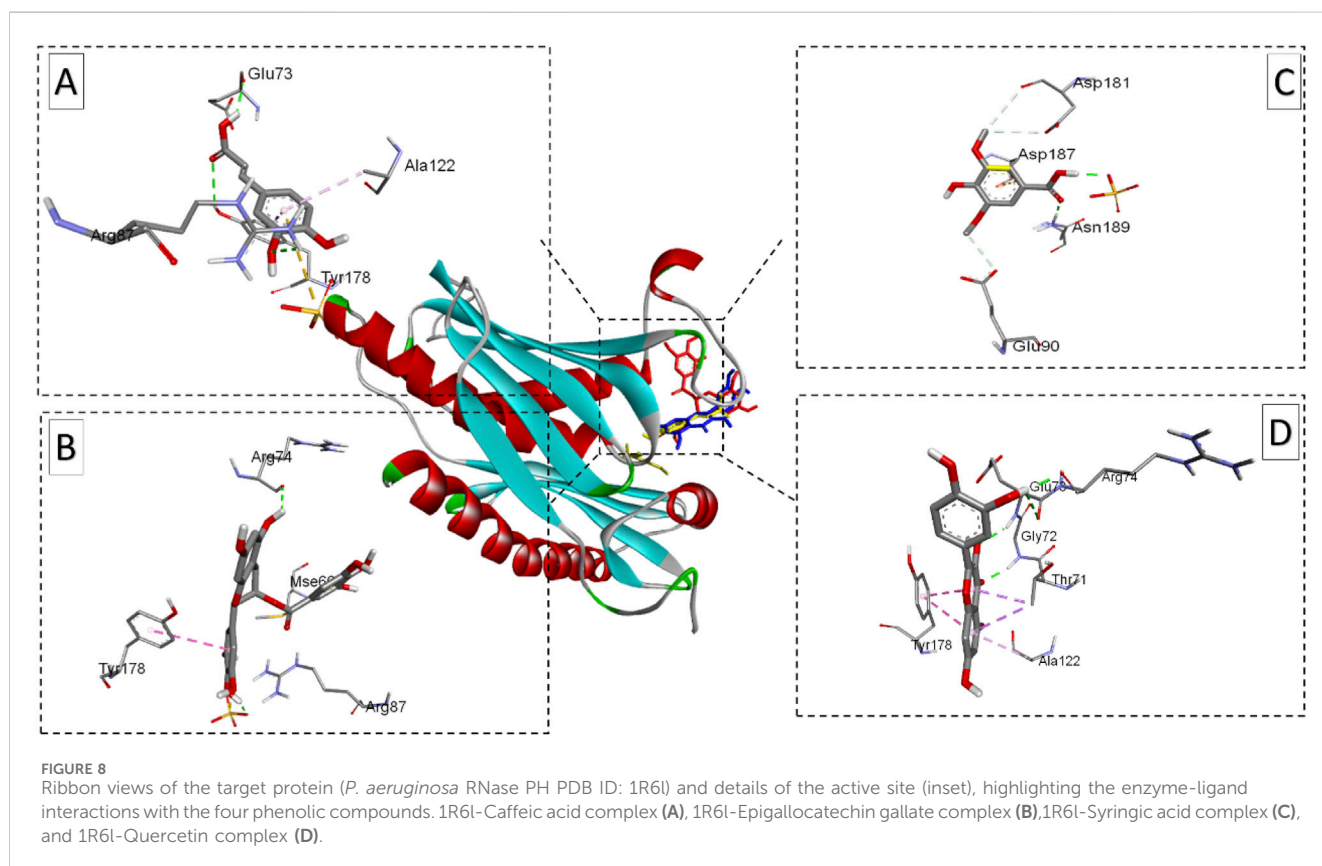 A
Glu73
Ala122
Arg87
Tyr178
C
Asp181
Asp187
Asn189
Glu90
B
Arg74
Tyr178
Arg87
D
Arg74
Gly72
Thr71
Tyr178
Ala122
FIGURE 8
Ribbon views of the target protein (P. aeruginosa RNase PH PDB ID: 1R6l) and details of the active site (inset), highlighting the enzyme-ligand
interactions with the four phenolic compounds. 1R6l-Caffeic acid complex (A), 1R6l-Epigallocatechin gallate complex (B),1R6l-Syringic acid complex (C),
and 1R6l-Quercetin complex (D).